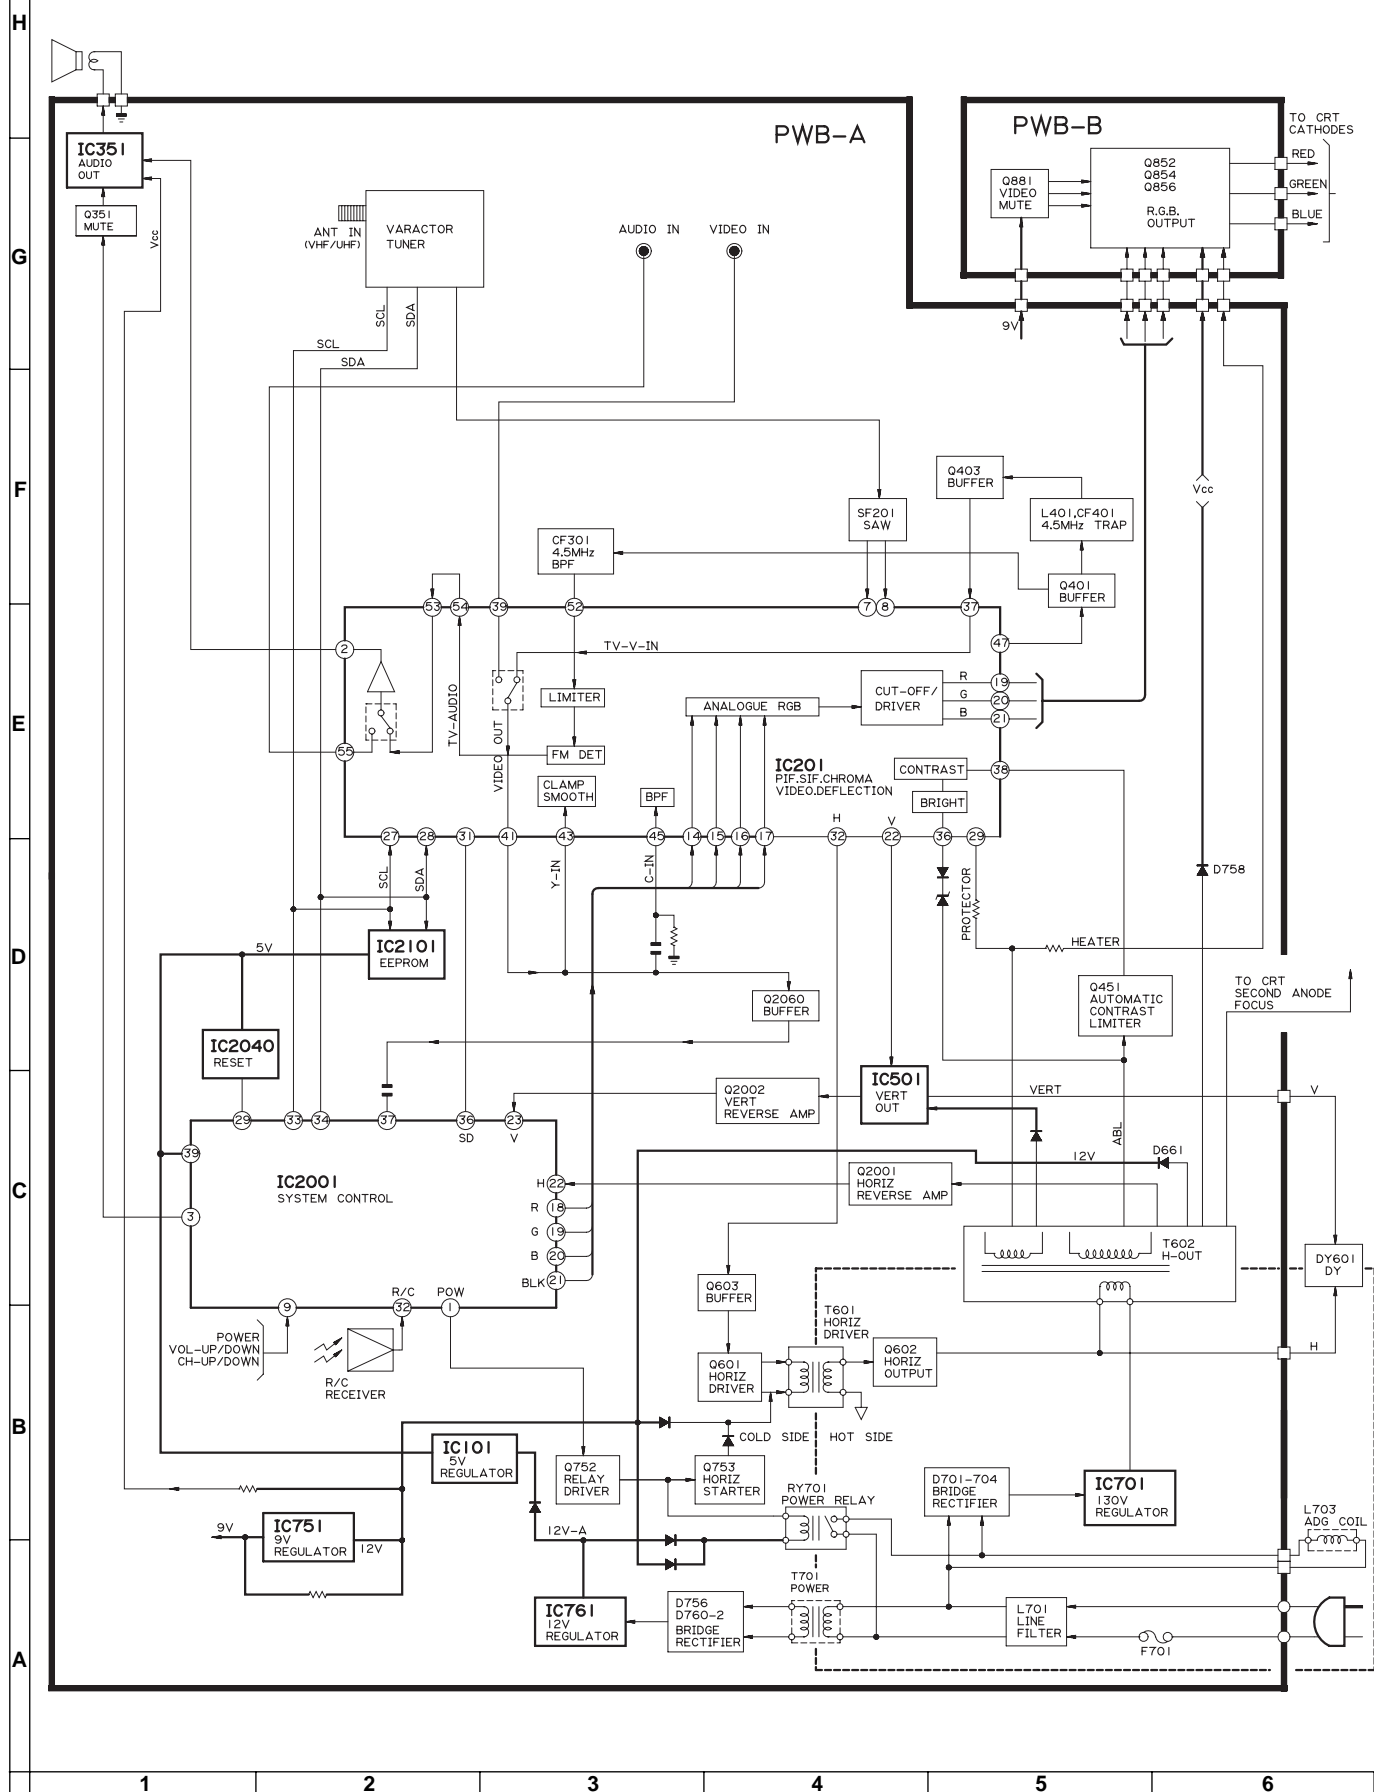 H
G
F
E
D
C
B
A
1
2
3
4
5
6
PWB-A
PWB-B
TO CRT
CATHODES
RED
GREEN
BLUE
IC351
AUDIO
OUT
Q351
MUTE
Vcc
ANT IN
(VHF/UHF)
VARACTOR
TUNER
SCL
SDA
SCL
SDA
AUDIO IN
VIDEO IN
Q881
VIDEO
MUTE
Q852
Q854
Q856
R.G.B.
OUTPUT
9V
Vcc
Q403
BUFFER
SF201
SAW
L401,CF401
4.5MHz TRAP
CF301
4.5MHz
BPF
Q401
BUFFER
53
54
39
52
7
8
37
2
47
TV-V-IN
LIMITER
TV-AUDIO
VIDEO OUT
FM DET
ANALOGUE RGB
CUT-OFF/
DRIVER
R
G
B
19
20
21
55
IC201
PIF.SIF.CHROMA
VIDEO.DEFLECTION
CONTRAST
38
BRIGHT
CLAMP
SMOOTH
BPF
H
V
27
28
31
41
43
45
14
15
16
17
32
22
36
29
SCL
SDA
Y-IN
C-IN
PROTECTOR
D758
IC2101
EEPROM
5V
HEATER
Q2060
BUFFER
Q451
AUTOMATIC
CONTRAST
LIMITER
TO CRT
SECOND ANODE
FOCUS
IC2040
RESET
IC501
VERT
OUT
Q2002
VERT
REVERSE AMP
VERT
V
ABL
29
33
34
37
36
23
SD
V
39
3
IC2001
SYSTEM CONTROL
H
22
R
18
G
19
B
20
BLK
21
12V
D661
Q2001
HORIZ
REVERSE AMP
T602
H-OUT
DY601
DY
Q603
BUFFER
R/C
POW
9
32
1
POWER
VOL-UP/DOWN
CH-UP/DOWN
R/C
RECEIVER
T601
HORIZ
DRIVER
Q601
HORIZ
DRIVER
Q602
HORIZ
OUTPUT
H
COLD SIDE
HOT SIDE
IC101
5V
REGULATOR
Q752
RELAY
DRIVER
Q753
HORIZ
STARTER
RY701
POWER RELAY
D701-704
BRIDGE
RECTIFIER
IC701
130V
REGULATOR
L703
ADG COIL
9V
IC751
9V
REGULATOR
12V
12V-A
T701
POWER
IC761
12V
REGULATOR
D756
D760-2
BRIDGE
RECTIFIER
L701
LINE
FILTER
F701